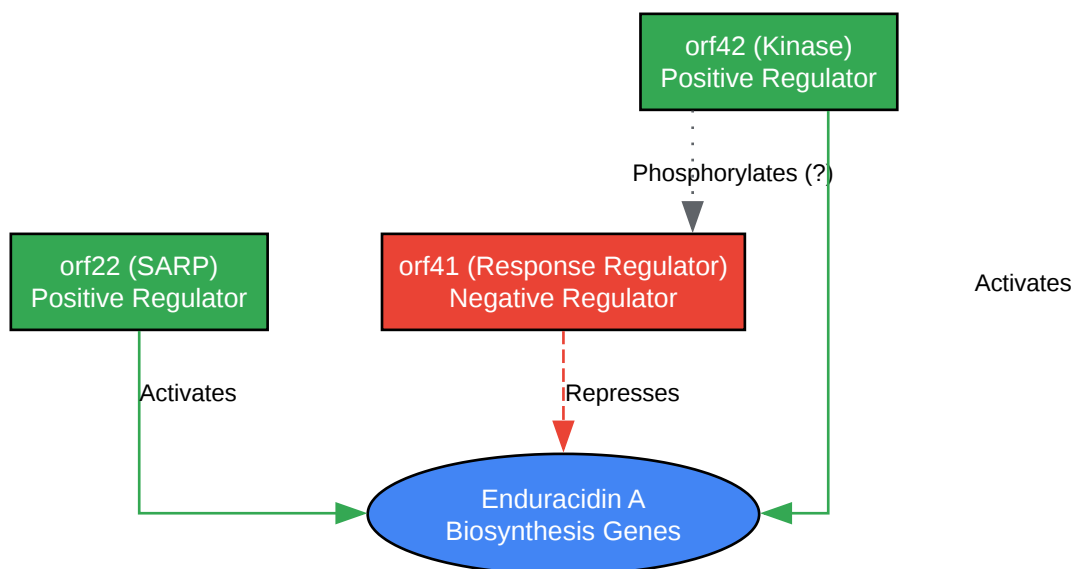 orf42 (Kinase)
Positive Regulator
Phosphorylates (?)
orf22 (SARP)
Positive Regulator
orf41 (Response Regulator)
Negative Regulator
Activates
Activates
Represses
Enduracidin A
Biosynthesis Genes